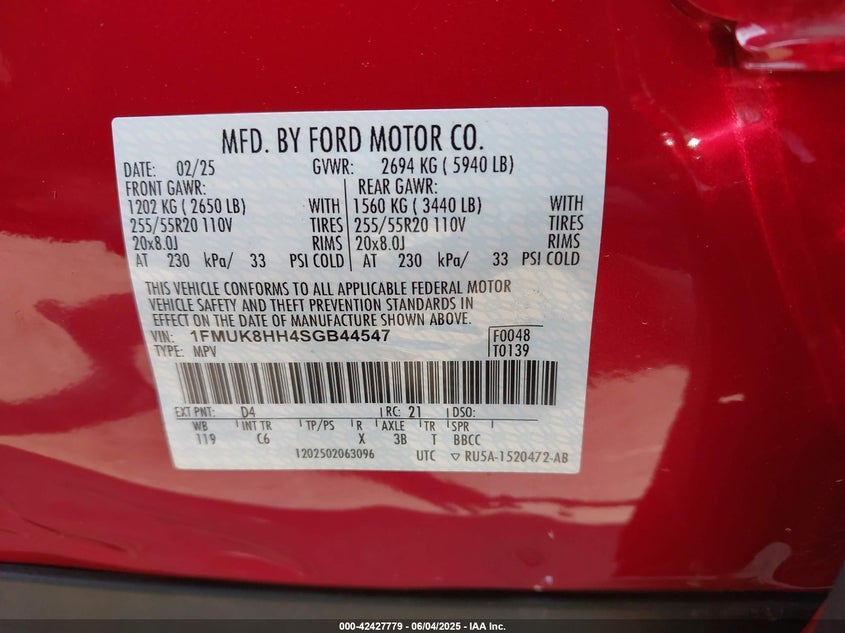 MFD. BY FORD MOTOR CO.
DATE: 02/25 GVWR: 2694 KG ( 5940 LB)
FRONT GAWR: REAR GAWR:
1202 KG ( 2650 LB) WITH 1560 KG ( 3440 LB) WITH
255/55R20 110V TIRES 255/55R20 110V TIRES
20x8.0J RIMS 20x8.0J RIMS
AT 230 kPa/ 33 PSI COLD AT 230 kPa/ 33 PSI COLD
THIS VEHICLE CONFORMS TO ALL APPLICABLE FEDERAL MOTOR
VEHICLE SAFETY AND THEFT PREVENTION STANDARDS IN
EFFECT ON THE DATE OF MANUFACTURE SHOWN ABOVE.
VIN: 1FMUK8HH4SGB44547 F0048
TYPE: MPV T0139
EXT PNT: D4 RC: 21 DSO:
WB INT TR TP/PS R AXLE TR SPR
119 C6 X 3B T BBCC
1202502063096 UTC ▽ RU5A-1520472-AB
000-42427779 - 06/04/2025 - IAA Inc.